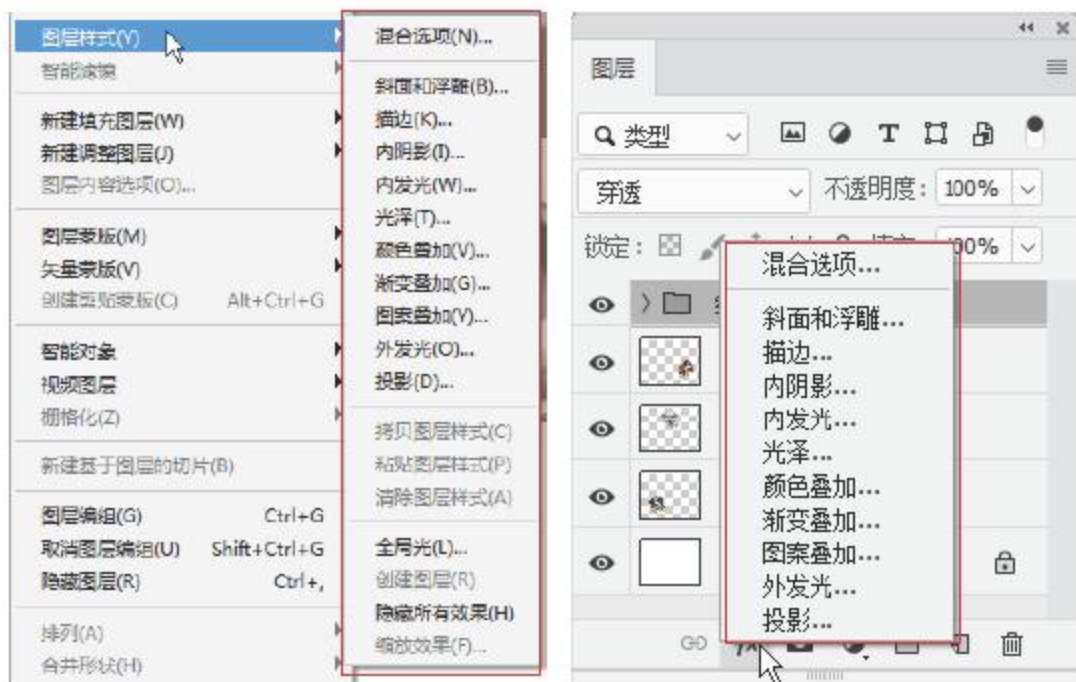 图层样式(Y)
智能滤镜
新建填充图层(W)
新建调整图层(J)
图层内容选项(O)...
图层蒙版(M)
矢量蒙版(V)
创建剪贴蒙版(C) Alt+Ctrl+G
智能对象
视频图层
栅格化(Z)
新建基于图层的切片(B)
图层编组(G) Ctrl+G
取消图层编组(U) Shift+Ctrl+G
隐藏图层(R) Ctrl+,
排列(A)
合并形状(H)
混合选项(N)...
斜面和浮雕(B)...
描边(K)...
内阴影(I)...
内发光(W)...
光泽(T)...
颜色叠加(V)...
渐变叠加(G)...
图案叠加(Y)...
外发光(O)...
投影(D)...
拷贝图层样式(C)
粘贴图层样式(P)
清除图层样式(A)
全局光(L)...
创建图层(R)
隐藏所有效果(H)
缩放效果(F)...
图层
类型
穿透 不透明度: 100%
锁定:
混合选项...
斜面和浮雕...
描边...
内阴影...
内发光...
光泽...
颜色叠加...
渐变叠加...
图案叠加...
外发光...
投影...